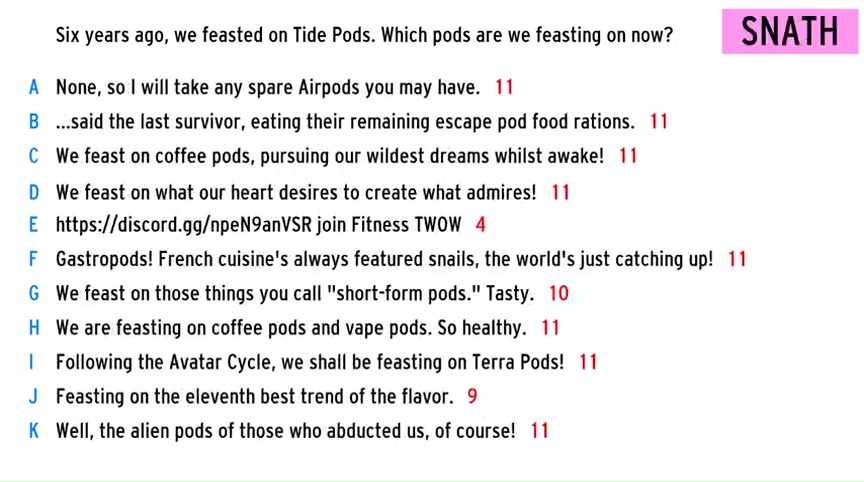 Six years ago, we feasted on Tide Pods. Which pods are we feasting on now?
SNATH
A None, so I will take any spare Airpods you may have. 11
B ...said the last survivor, eating their remaining escape pod food rations. 11
C We feast on coffee pods, pursuing our wildest dreams whilst awake! 11
D We feast on what our heart desires to create what admires! 11
E https://discord.gg/npeN9anVSR join Fitness TWOW 4
F Gastropods! French cuisine's always featured snails, the world's just catching up! 11
G We feast on those things you call "short-form pods." Tasty. 10
H We are feasting on coffee pods and vape pods. So healthy. 11
I Following the Avatar Cycle, we shall be feasting on Terra Pods! 11
J Feasting on the eleventh best trend of the flavor. 9
K Well, the alien pods of those who abducted us, of course! 11